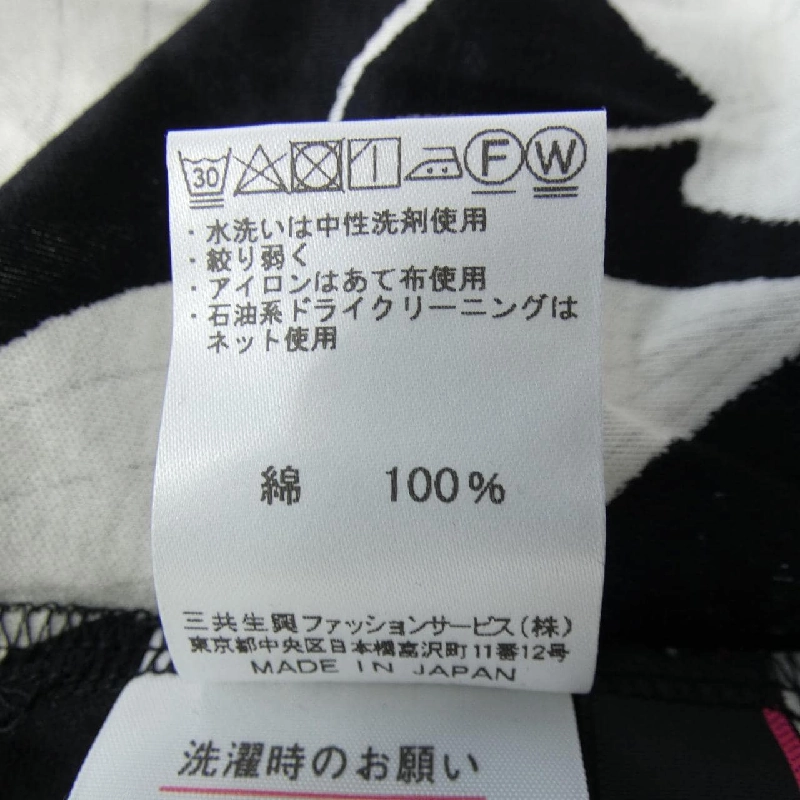 30 F W
・水洗いは中性洗剤使用
・絞り弱く
・アイロンはあて布使用
・石油系ドライクリーニングは
ネット使用
綿 100%
三共生興ファッションサービス(株)
東京都中央区日本橋富沢町11番12号
MADE IN JAPAN
洗濯時のお願い